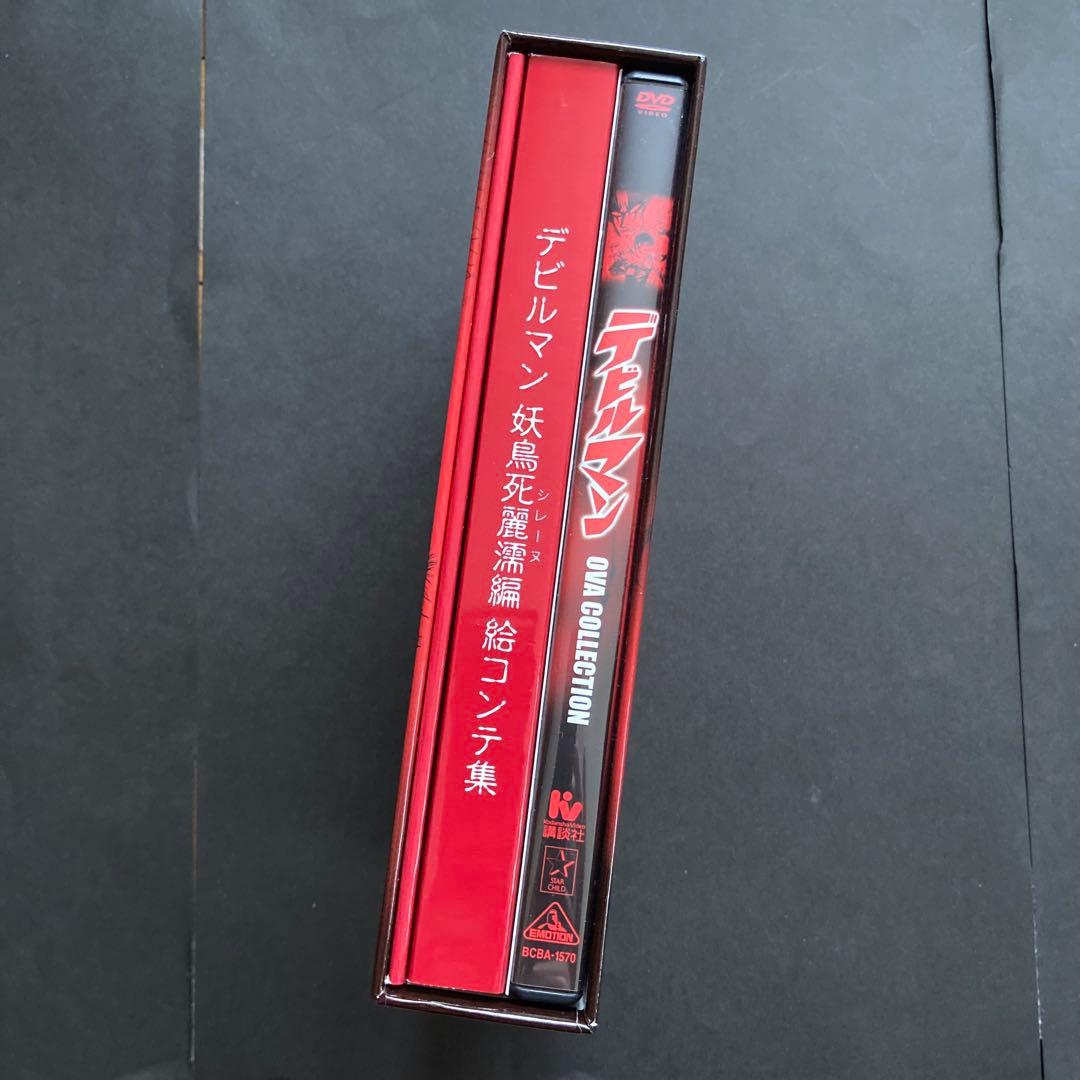 デビルマン 妖鳥死麗濡編 絵コンテ集
シレーヌ
DVD
VIDEO
デビルマン
OVA COLLECTION
KodanshaVideo
講談社
STAR
CHILD
EMOTION
BCBA-1570